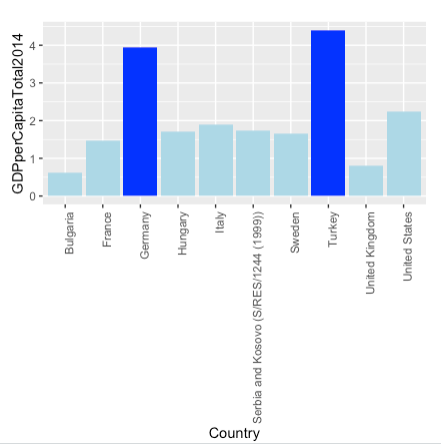 GDPperCapitaTotal2014
4
3
2
1
0
Bulgaria
France
Germany
Hungary
Italy
Serbia and Kosovo (S/RES/1244 (1999))
Sweden
Turkey
United Kingdom
United States
Country